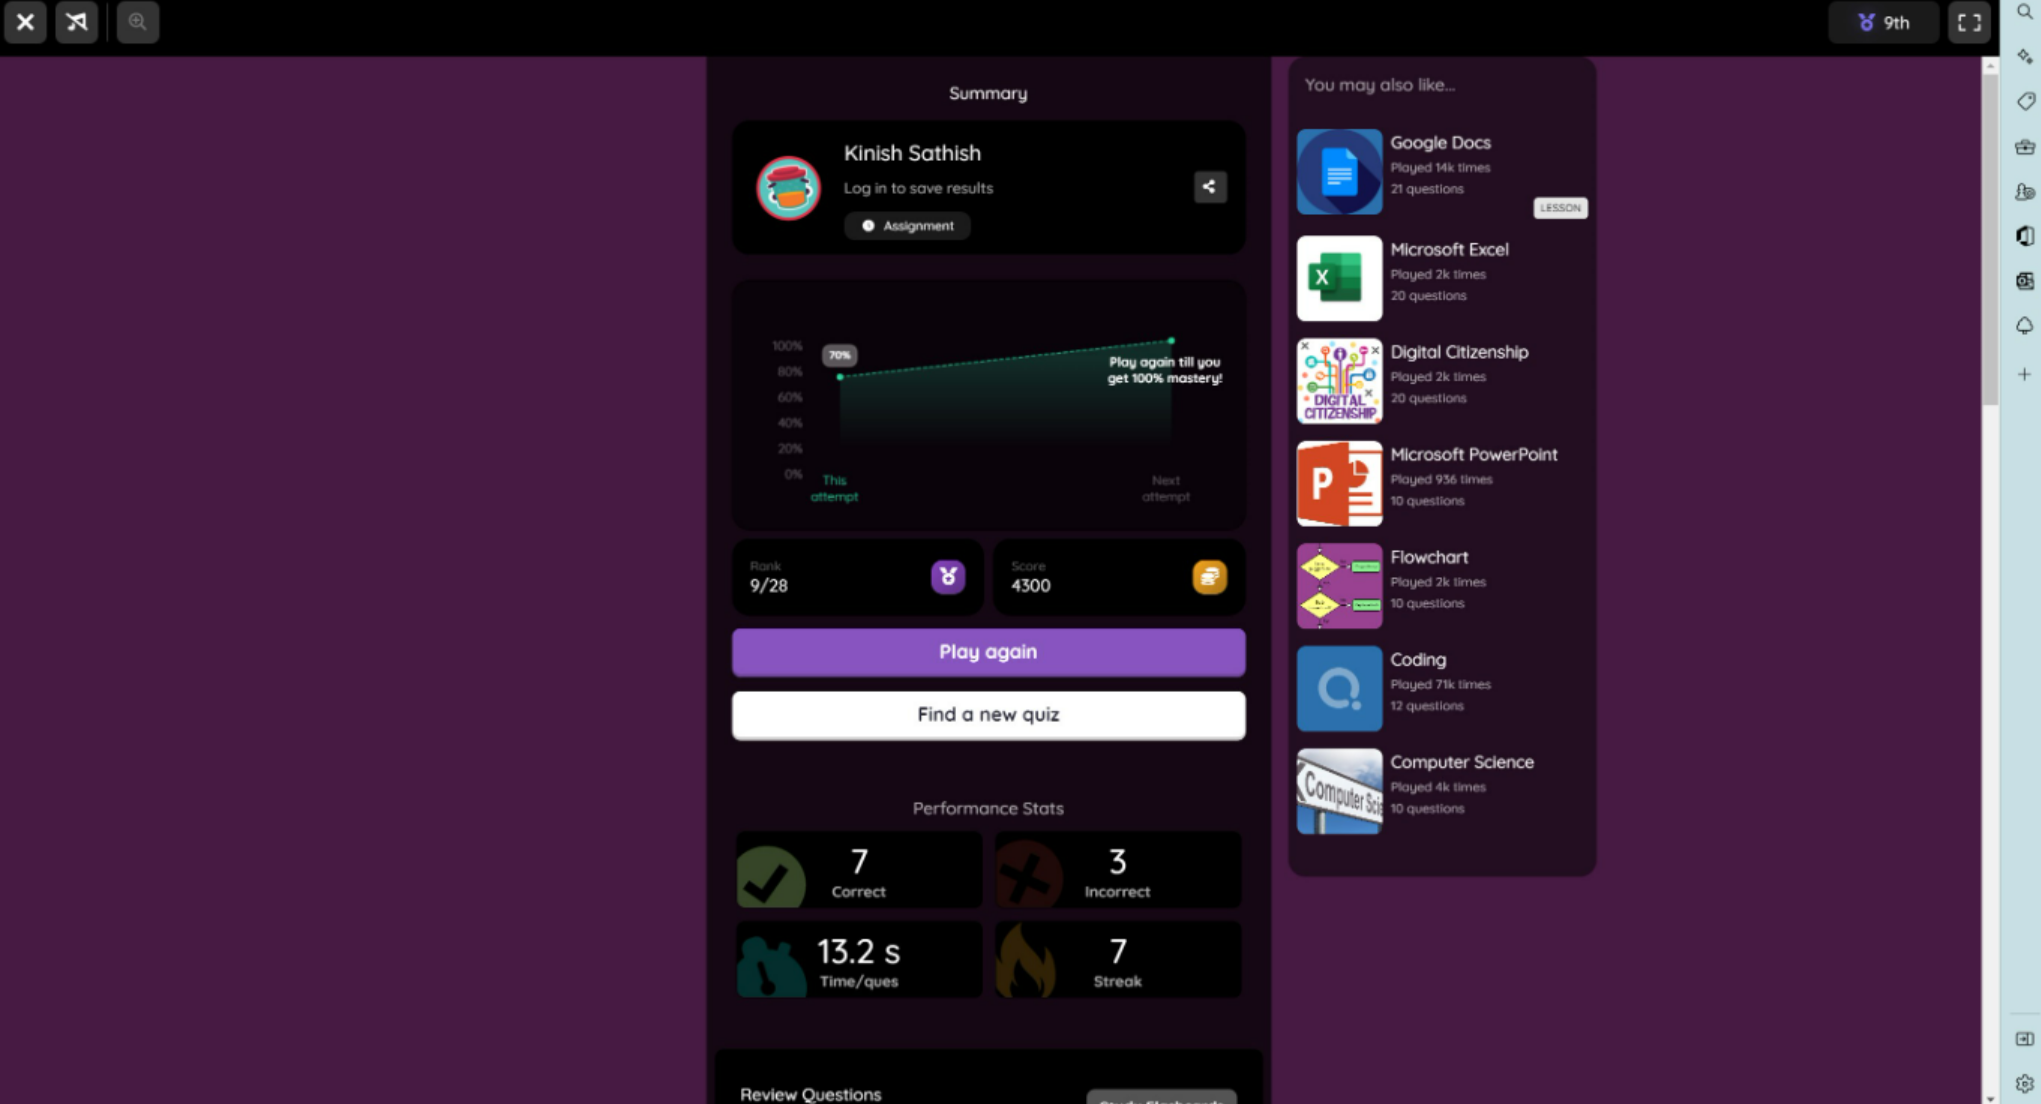 9th
Summary
Kinish Sathish
Log in to save results
Assignment
100%
80%
60%
40%
20%
0%
70%
Play again till you
get 100% mastery!
This
attempt
Next
attempt
Rank
9/28
Score
4300
Play again
Find a new quiz
Performance Stats
7
Correct
3
Incorrect
13.2 s
Time/ques
7
Streak
Review Questions
You may also like...
Google Docs
Played 14k times
21 questions
LESSON
Microsoft Excel
Played 2k times
20 questions
X
Digital Citizenship
Played 2k times
20 questions
DIGITAL
CITIZENSHIP
Microsoft PowerPoint
Played 936 times
10 questions
P
Flowchart
Played 2k times
10 questions
Coding
Played 71k times
12 questions
Computer Science
Played 4k times
10 questions
Computer Scie